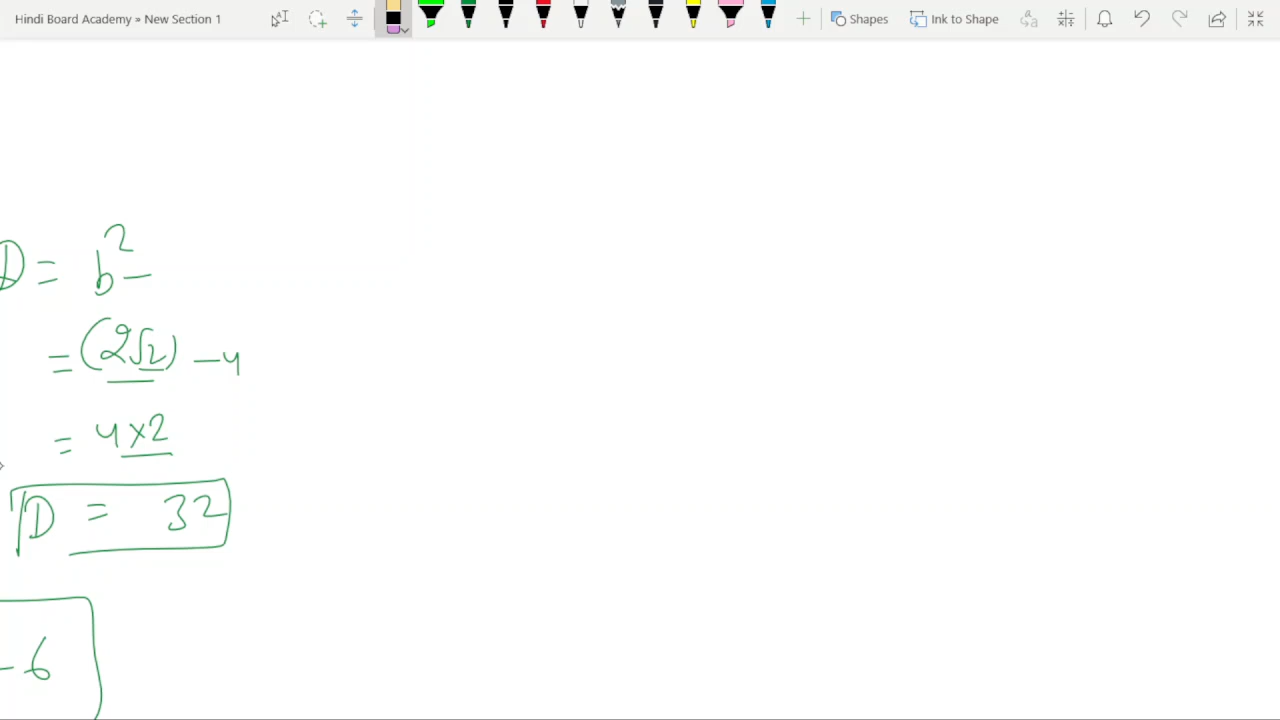 Hindi Board Academy » New Section 1
Shapes
Ink to Shape
D = b² –
= (2√2) – 4
= 4×2
D = 32
– 6